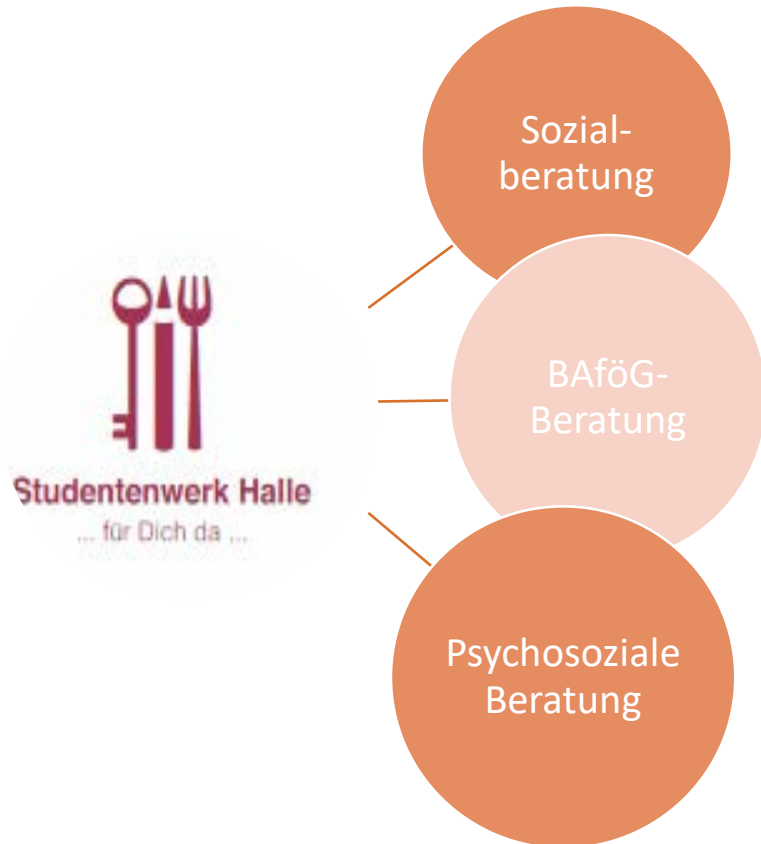 Sozial-
beratung
BAföG-
Beratung
Studentenwerk Halle
... für Dich da ...
Psychosoziale
Beratung